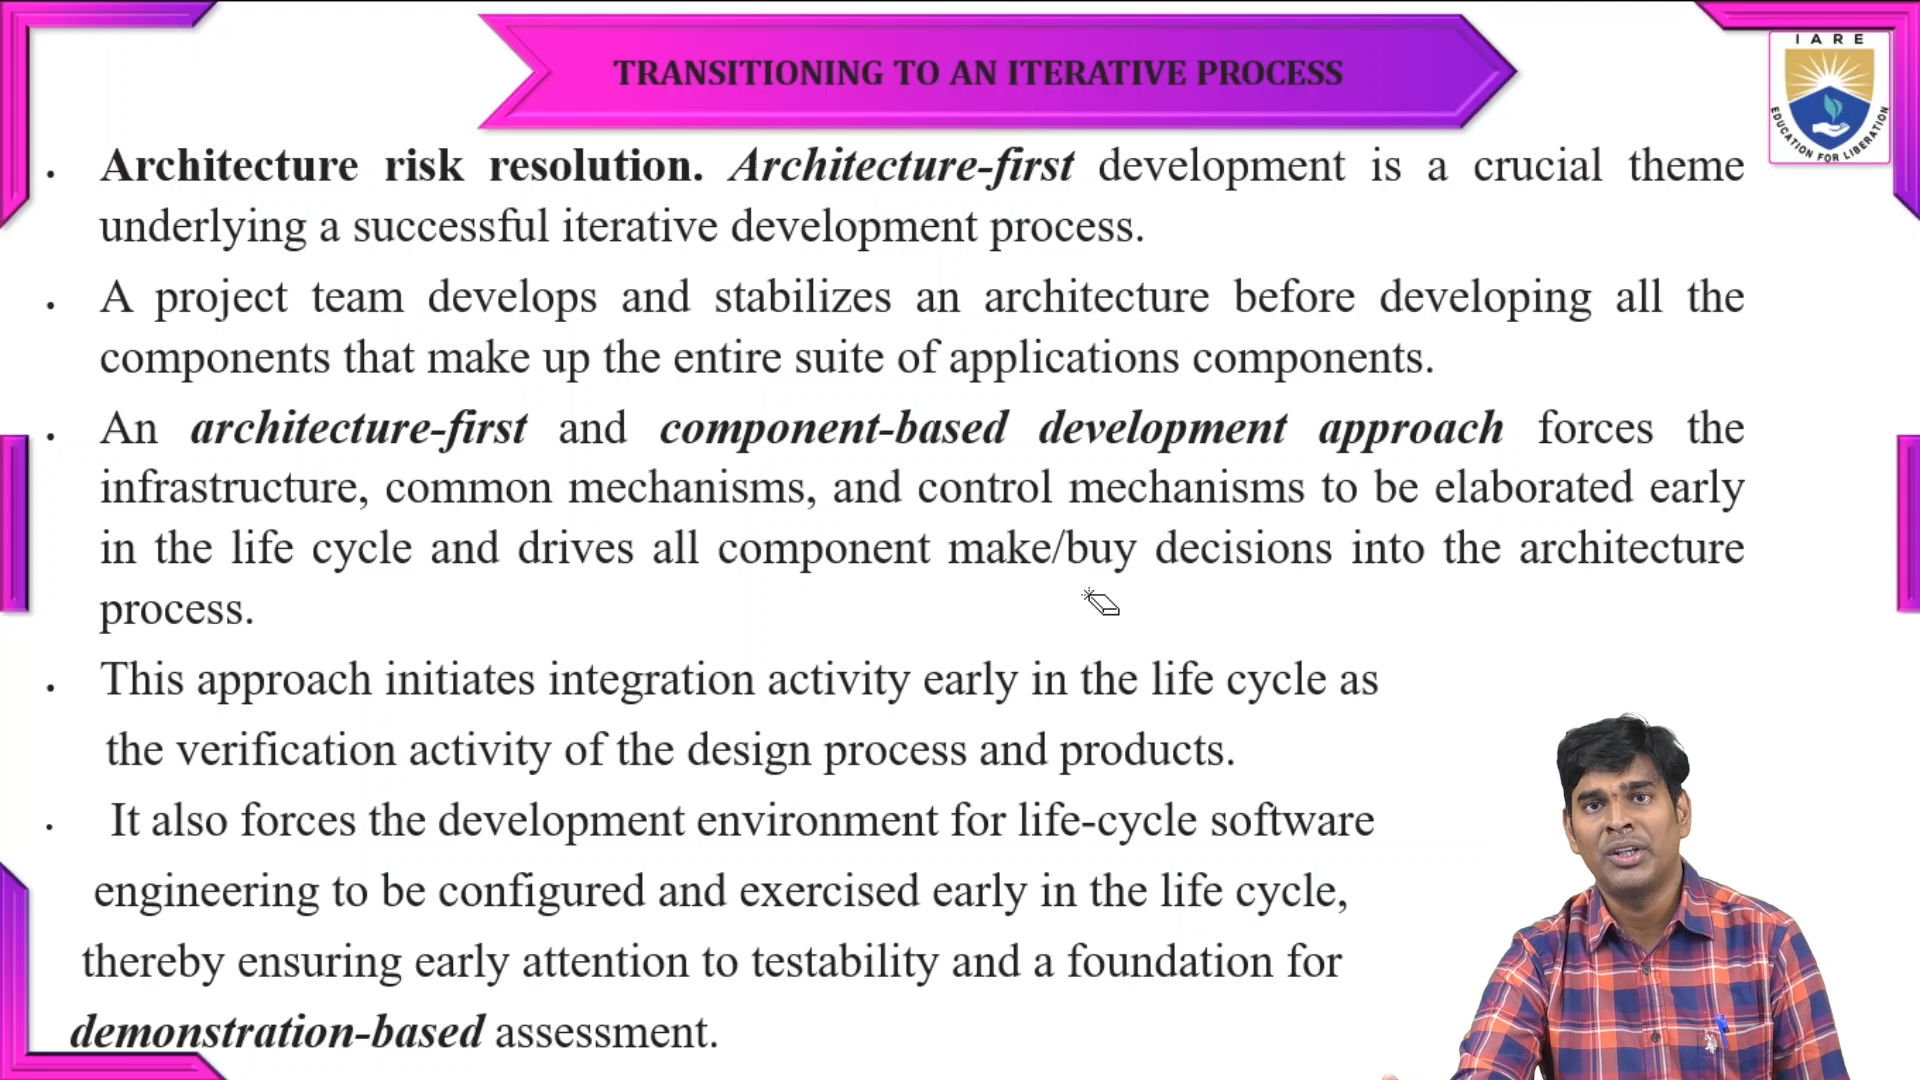 TRANSITIONING TO AN ITERATIVE PROCESS
I A R E
EDUCATION FOR LIBERATION
Architecture risk resolution. Architecture-first development is a crucial theme
underlying a successful iterative development process.
A project team develops and stabilizes an architecture before developing all the
components that make up the entire suite of applications components.
An architecture-first and component-based development approach forces the
infrastructure, common mechanisms, and control mechanisms to be elaborated early
in the life cycle and drives all component make/buy decisions into the architecture
process.
This approach initiates integration activity early in the life cycle as
the verification activity of the design process and products.
It also forces the development environment for life-cycle software
engineering to be configured and exercised early in the life cycle,
thereby ensuring early attention to testability and a foundation for
demonstration-based assessment.